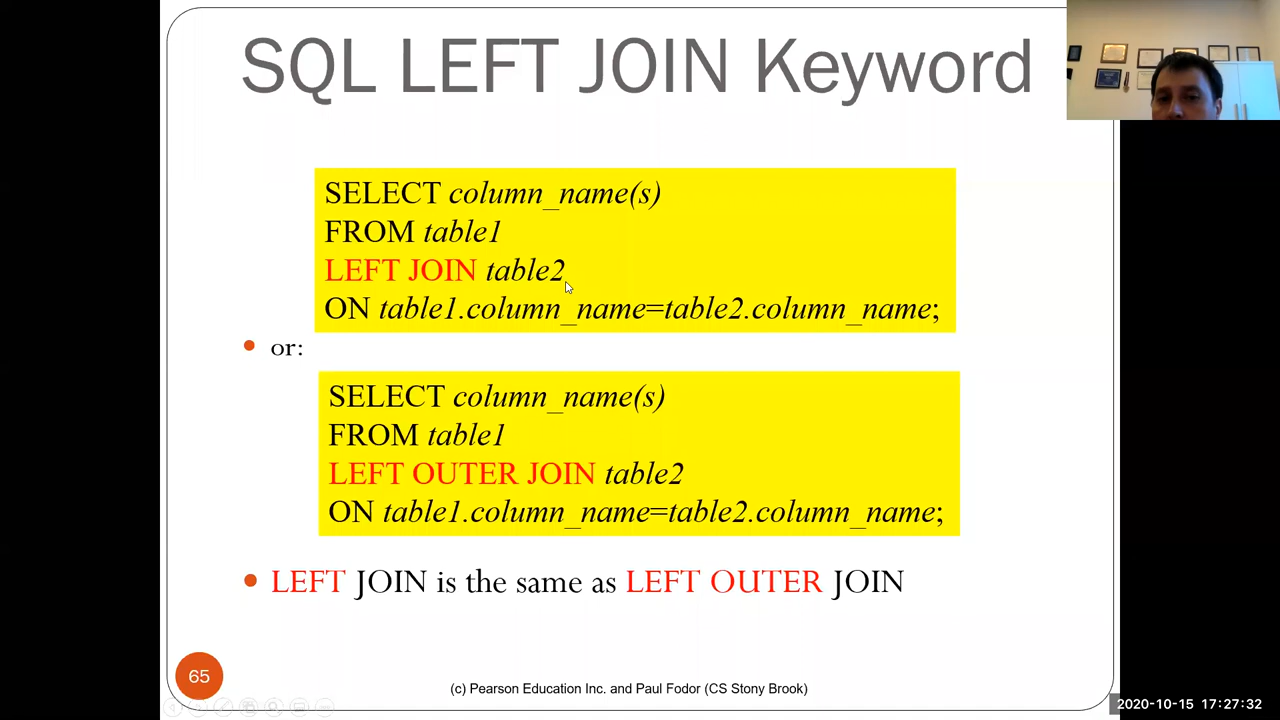 SQL LEFT JOIN Keyword
SELECT column_name(s)
FROM table1
LEFT JOIN table2
ON table1.column_name=table2.column_name;
or:
SELECT column_name(s)
FROM table1
LEFT OUTER JOIN table2
ON table1.column_name=table2.column_name;
LEFT JOIN is the same as LEFT OUTER JOIN
65
(c) Pearson Education Inc. and Paul Fodor (CS Stony Brook)
2020-10-15 17:27:32